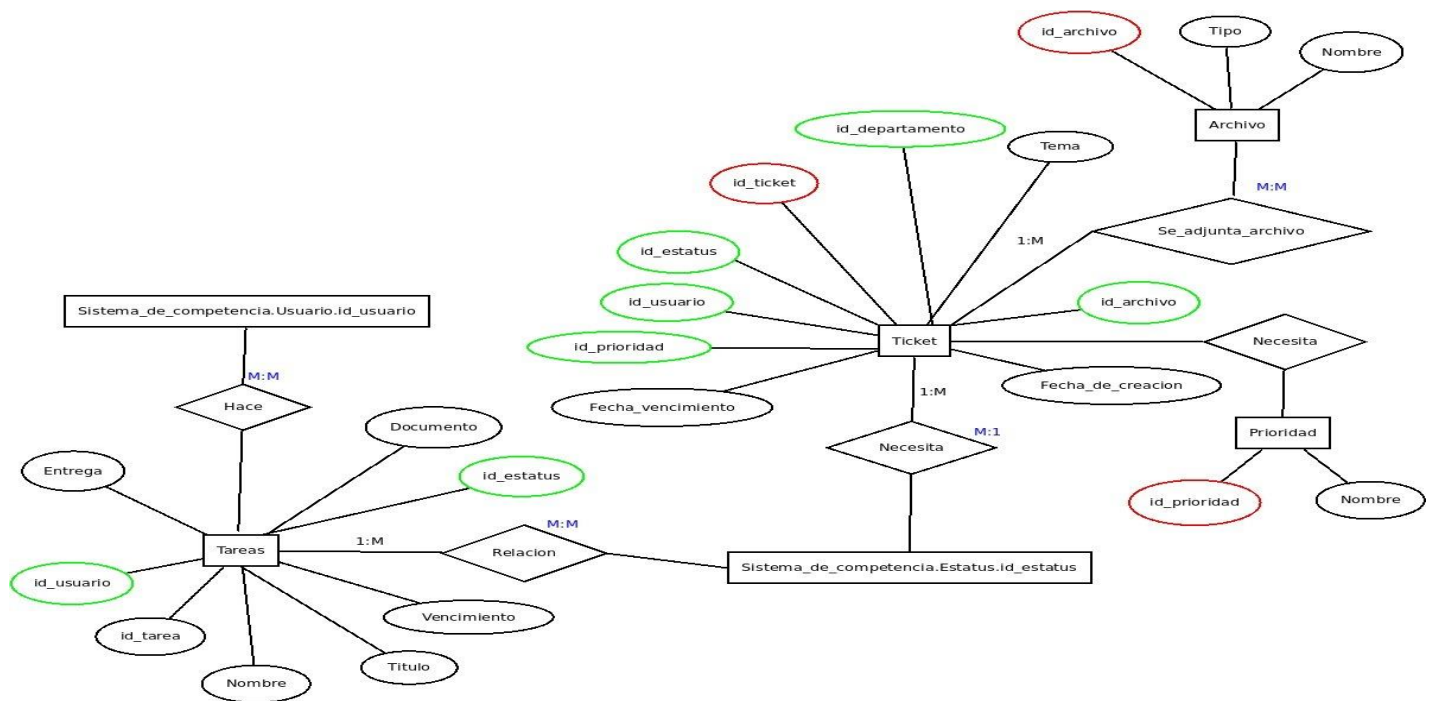 id_archivo
Tipo
Nombre
Archivo
id_departamento
Tema
id_ticket
M:M
Se_adjunta_archivo
1:M
id_estatus
id_usuario
id_archivo
Sistema_de_competencia.Usuario.id_usuario
id_prioridad
Ticket
Necesita
M:M
Fecha_de_creacion
1:M
Hace
Fecha_vencimiento
Documento
M:1
Prioridad
Necesita
Entrega
id_estatus
id_prioridad
Nombre
M:M
1:M
Tareas
Relacion
Sistema_de_competencia.Estatus.id_estatus
id_usuario
Vencimiento
id_tarea
Titulo
Nombre